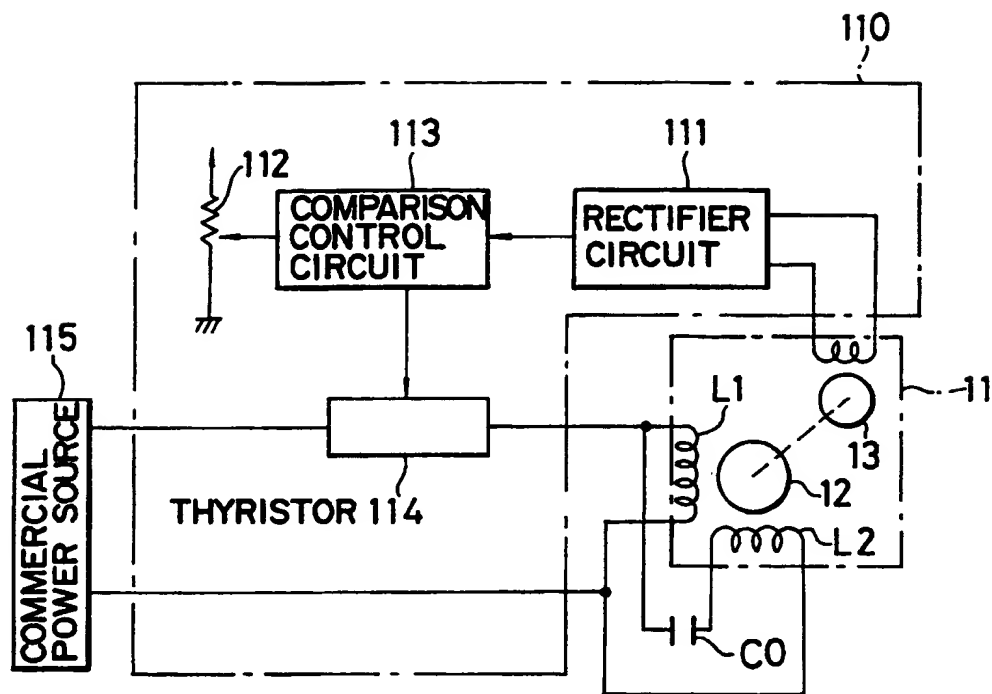 110
113
111
112
COMPARISON
CONTROL
CIRCUIT
RECTIFIER
CIRCUIT
115
COMMERCIAL
POWER SOURCE
L1
11
13
12
THYRISTOR 114
L2
C0